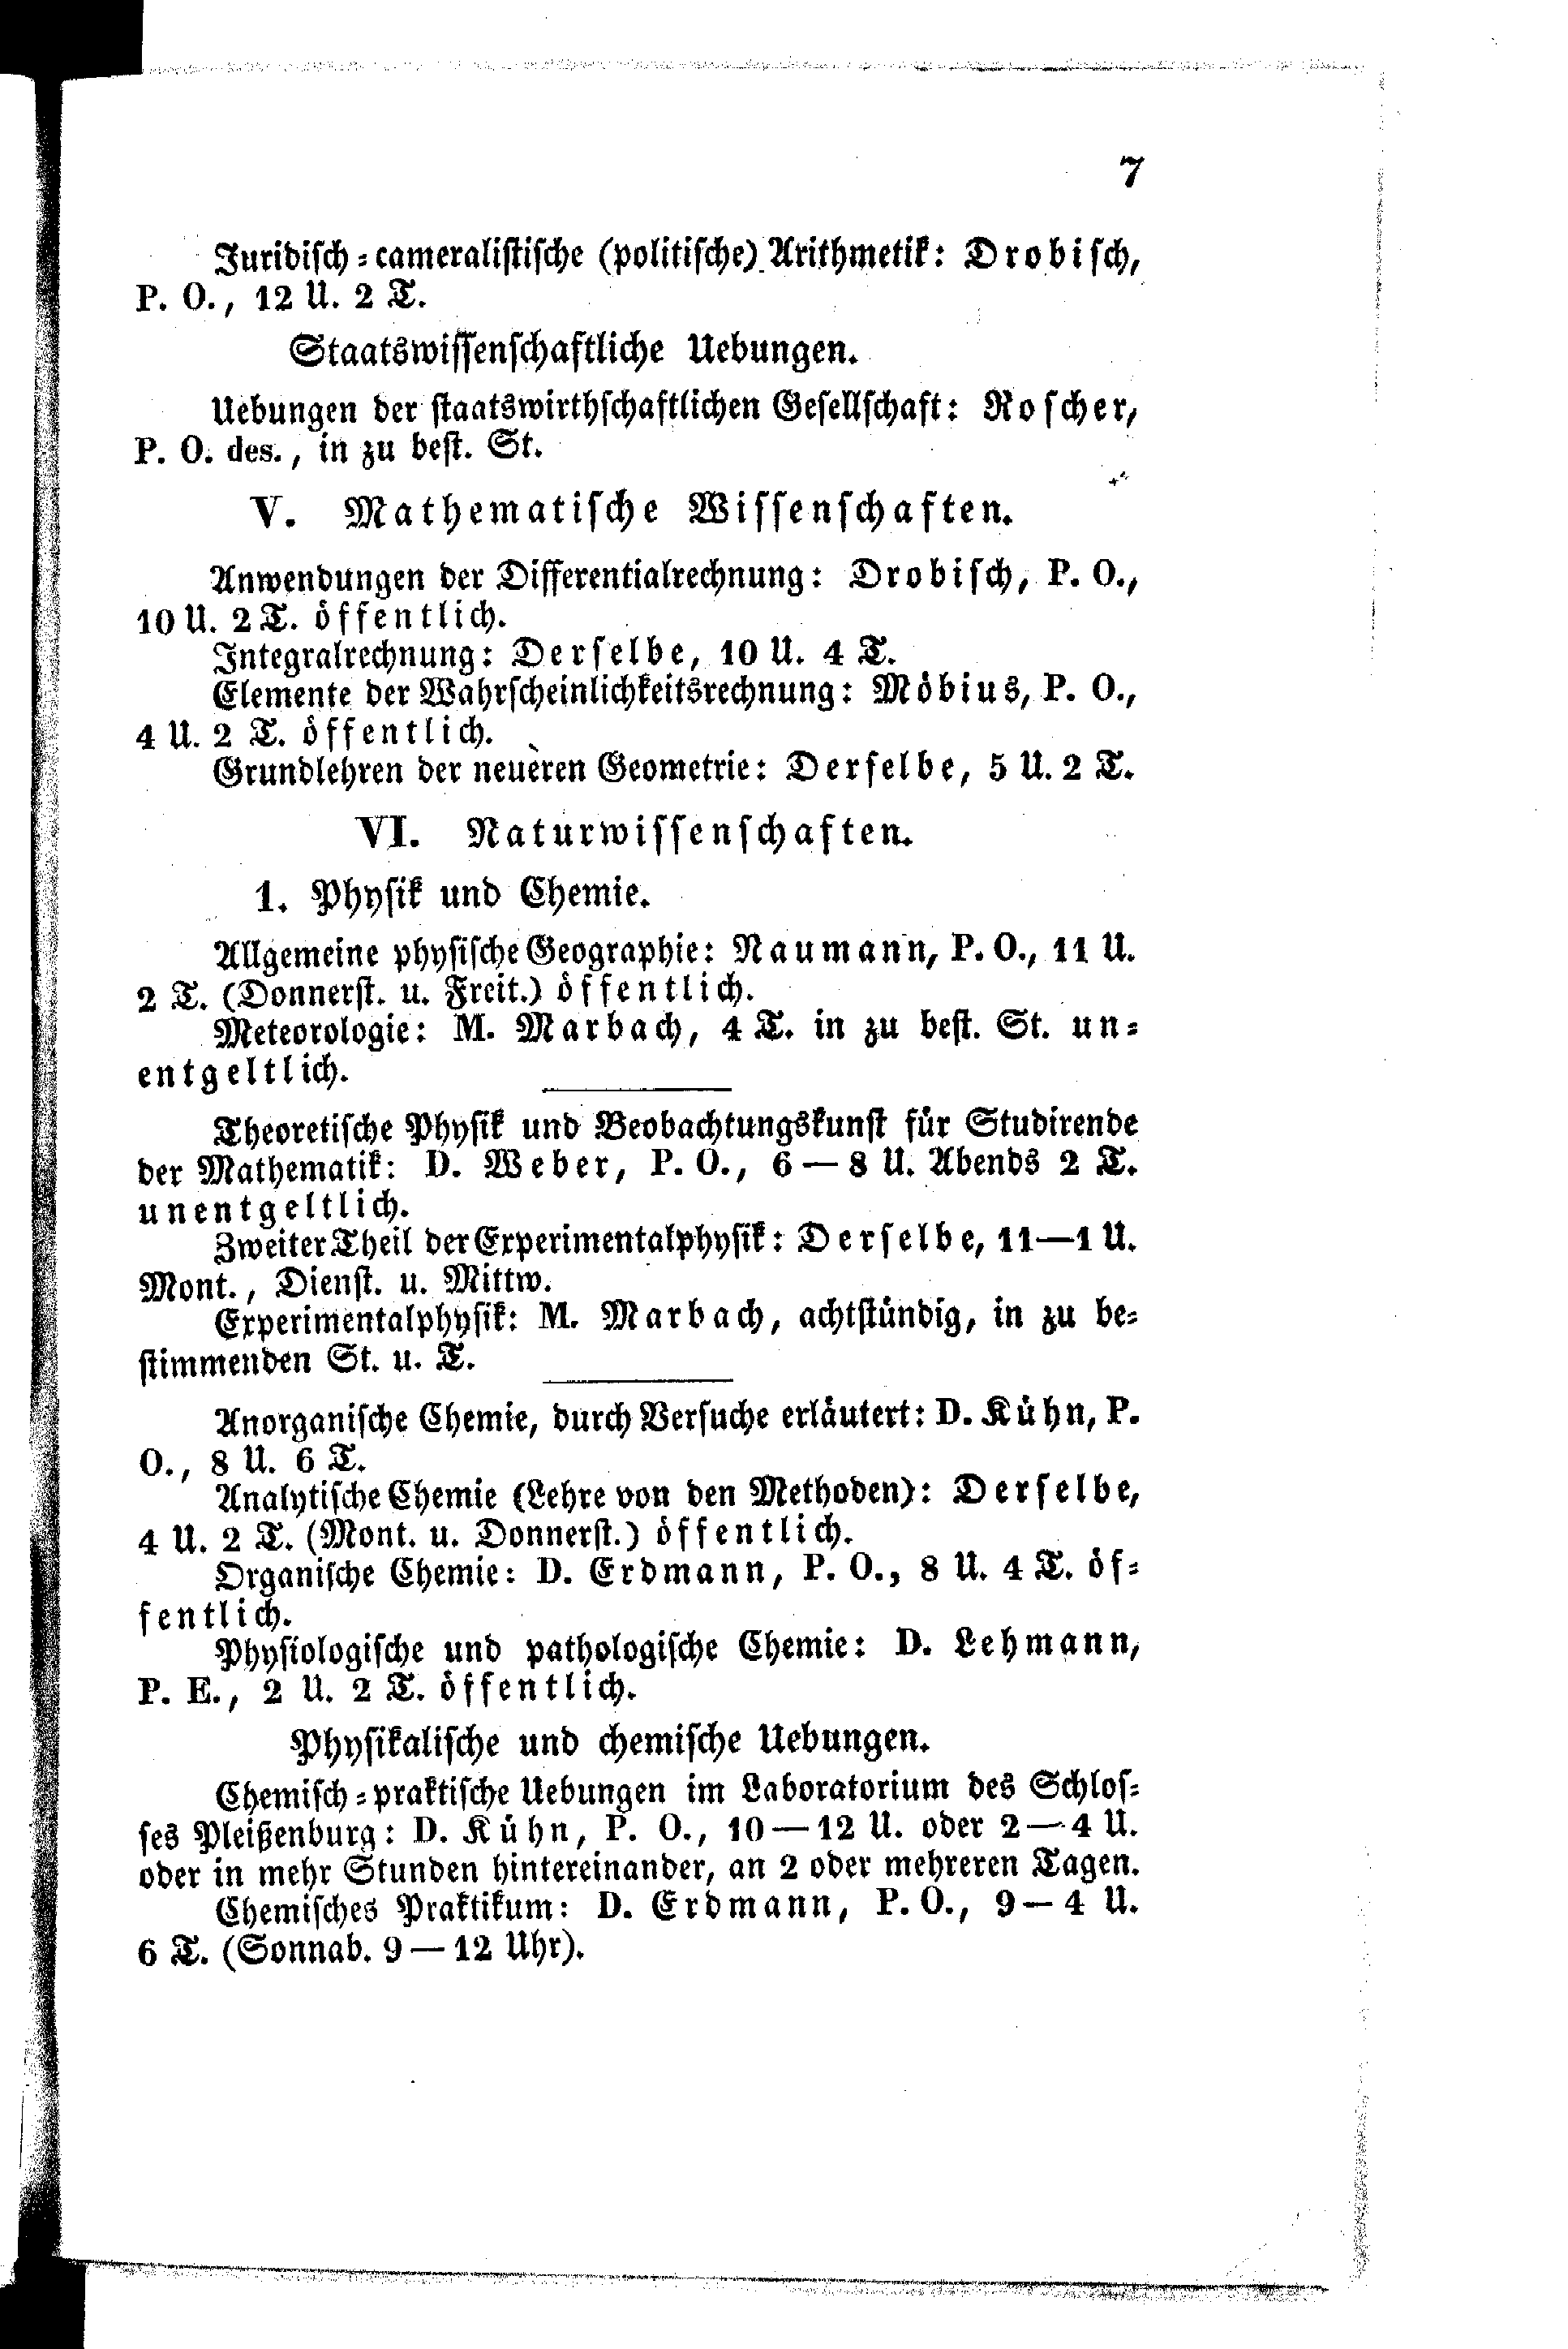 7
Juridisch-cameralistische (politische) Arithmetik: Drobisch,
P. O., 12 U. 2 T.
Staatswissenschaftliche Uebungen.
Uebungen der staatswirthschaftlichen Gesellschaft: Roscher,
P. O. des., in zu best. St.
V. Mathematische Wissenschaften.
Anwendungen der Differentialrechnung: Drobisch, P. O.,
10 U. 2 T. öffentlich.
Integralrechnung: Derselbe, 10 U. 4 T.
Elemente der Wahrscheinlichkeitsrechnung: Möbius, P. O.,
4 U. 2 T. öffentlich.
Grundlehren der neueren Geometrie: Derselbe, 5 U. 2 T.
VI. Naturwissenschaften.
1. Physik und Chemie.
Allgemeine physische Geographie: Naumann, P. O., 11 U.
2 T. (Donnerst. u. Freit.) öffentlich.
Meteorologie: M. Marbach, 4 T. in zu best. St. un-
entgeltlich.
Theoretische Physik und Beobachtungskunst für Studirende
der Mathematik: D. Weber, P. O., 6—8 U. Abends 2 T.
unentgeltlich.
Zweiter Theil der Experimentalphysik: Derselbe, 11—1 U.
Mont., Dienst. u. Mittw.
Experimentalphysik: M. Marbach, achtstündig, in zu be-
stimmenden St. u. T.
Anorganische Chemie, durch Versuche erläutert: D. Kühn, P.
O., 8 U. 6 T.
Analytische Chemie (Lehre von den Methoden): Derselbe,
4 U. 2 T. (Mont. u. Donnerst.) öffentlich.
Organische Chemie: D. Erdmann, P. O., 8 U. 4 T. öf-
fentlich.
Physiologische und pathologische Chemie: D. Lehmann,
P. E., 2 U. 2 T. öffentlich.
Physikalische und chemische Uebungen.
Chemisch-praktische Uebungen im Laboratorium des Schlos-
ses Pleißenburg: D. Kühn, P. O., 10—12 U. oder 2—4 U.
oder in mehr Stunden hintereinander, an 2 oder mehreren Tagen.
Chemisches Praktikum: D. Erdmann, P. O., 9—4 U.
6 T. (Sonnab. 9—12 Uhr).